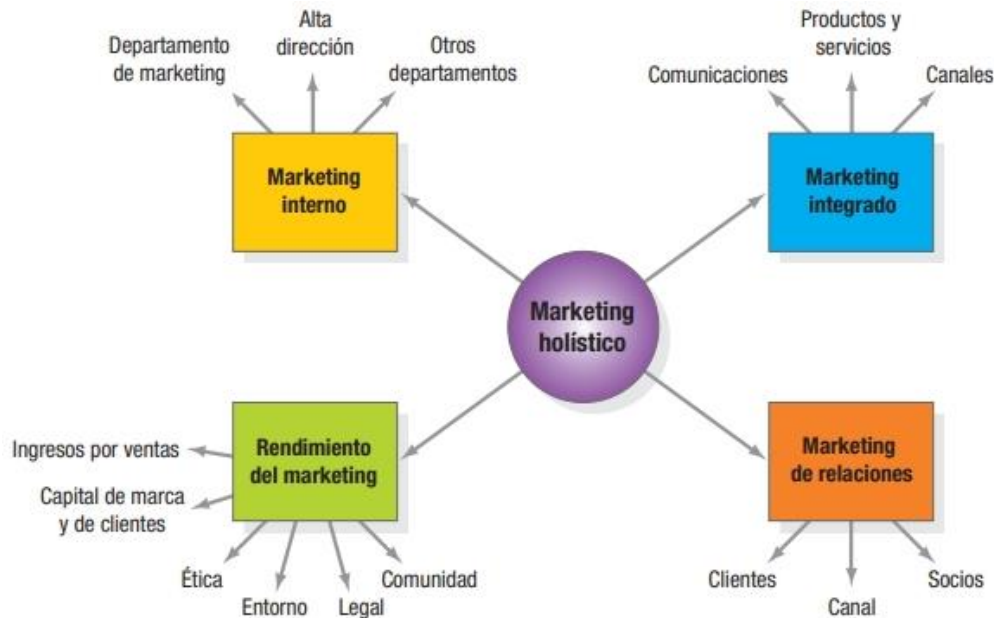 Departamento
de marketing
Alta
dirección
Otros
departamentos
Marketing
interno
Productos y
servicios
Comunicaciones
Canales
Marketing
integrado
Marketing
holístico
Rendimiento
del marketing
Ingresos por ventas
Capital de marca
y de clientes
Ética
Entorno
Legal
Comunidad
Marketing
de relaciones
Clientes
Canal
Socios